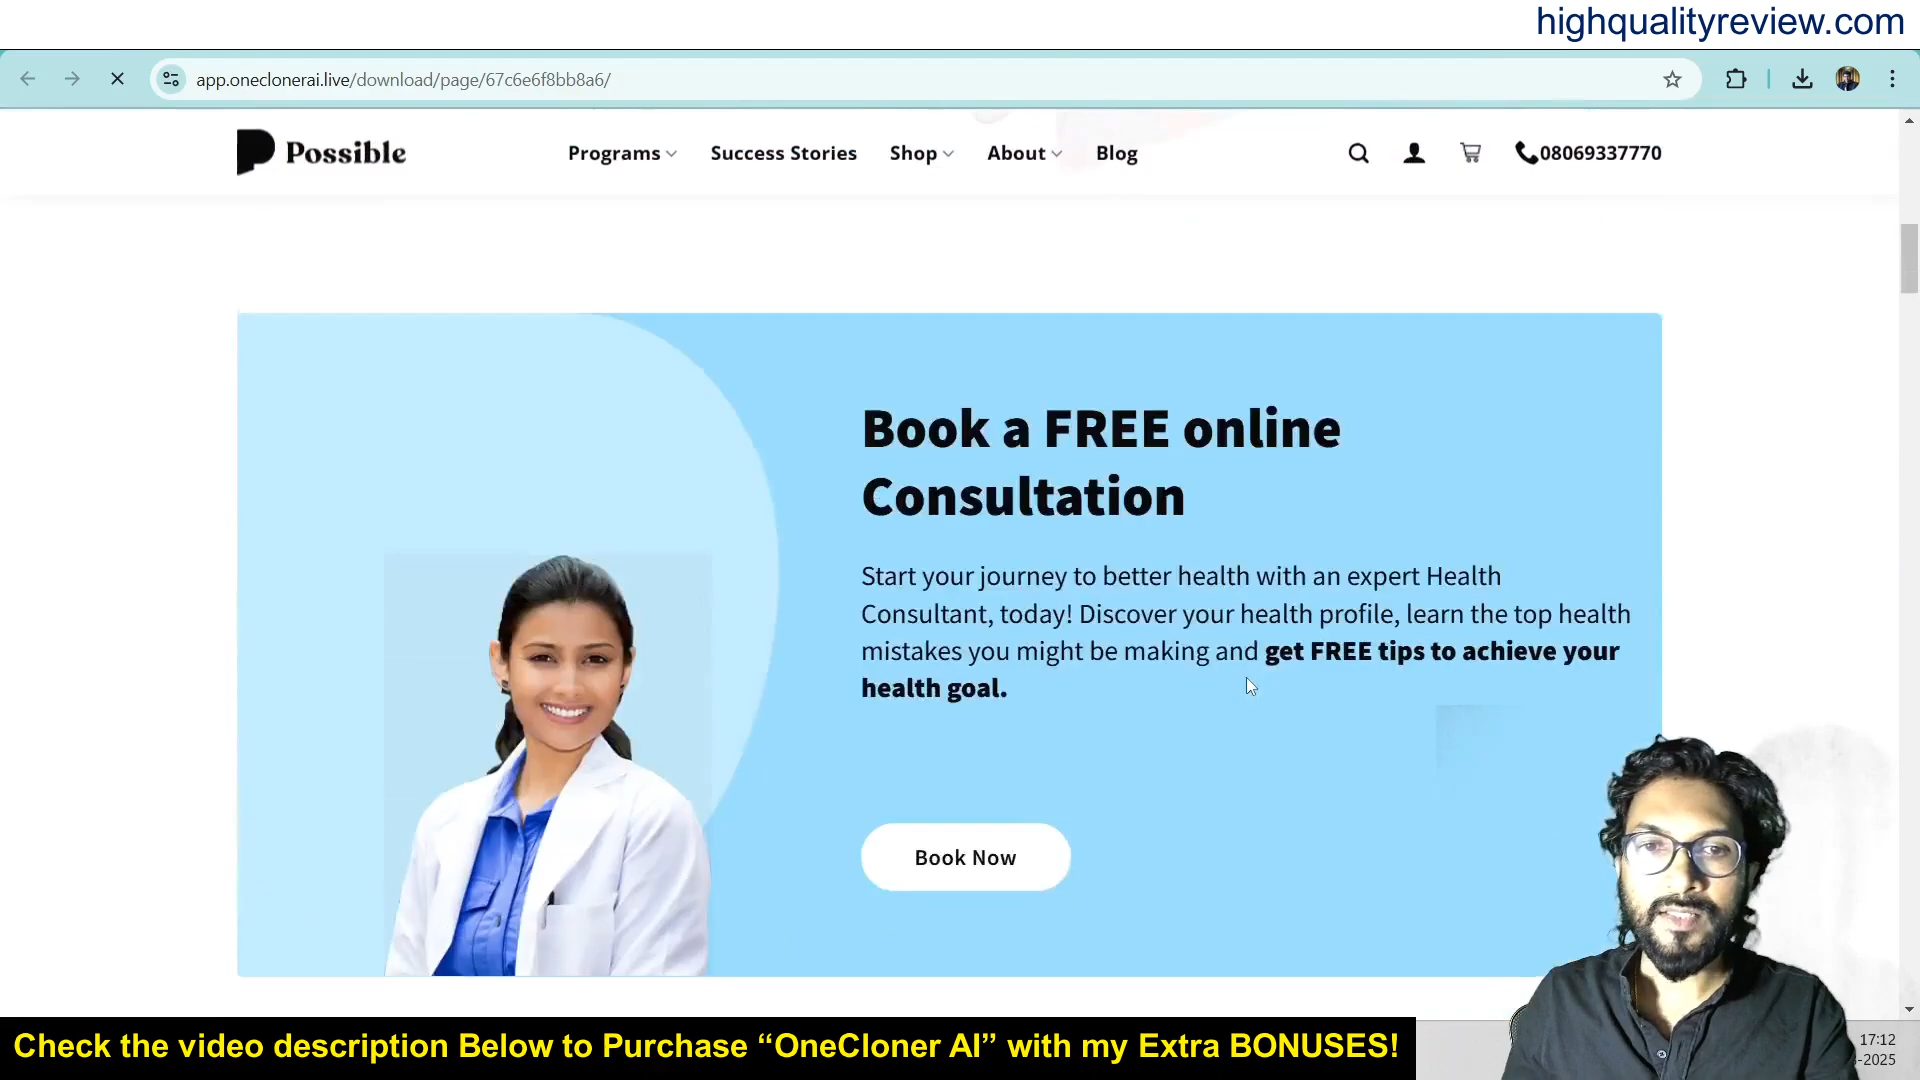 highqualityreview.com
app.oneclonerai.live/download/page/67c6e6f8bb8a6/
Possible
Programs
Success Stories
Shop
About
Blog
08069337770
Book a FREE online
Consultation
Start your journey to better health with an expert Health
Consultant, today! Discover your health profile, learn the top health
mistakes you might be making and get FREE tips to achieve your
health goal.
Book Now
Check the video description Below to Purchase “OneCloner AI” with my Extra BONUSES!
17:12
-2025